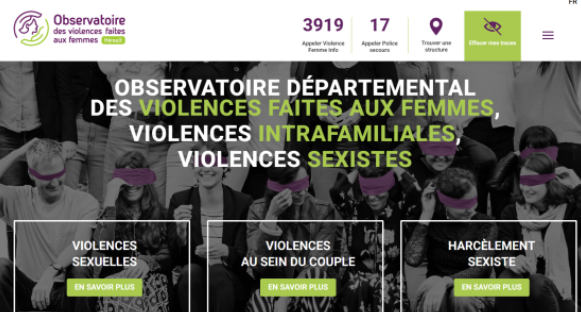 FR
Observatoire
des violences faites
aux femmes Hérault
3919
Appeler Violence
Femme Info
17
Appeler Police
secours
Trouver une
structure
Effacer mes traces
OBSERVATOIRE DÉPARTEMENTAL
DES VIOLENCES FAITES AUX FEMMES,
VIOLENCES INTRAFAMILIALES,
VIOLENCES SEXISTES
VIOLENCES
SEXUELLES
EN SAVOIR PLUS
VIOLENCES
AU SEIN DU COUPLE
EN SAVOIR PLUS
HARCÈLEMENT
SEXISTE
EN SAVOIR PLUS